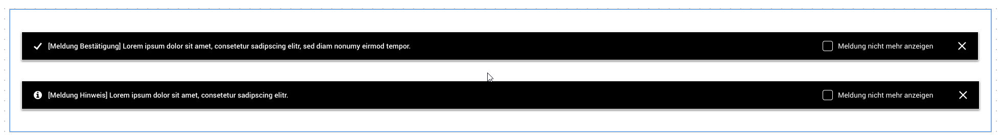 [Meldung Bestätigung] Lorem ipsum dolor sit amet, consetetur sadipscing elitr, sed diam nonumy eirmod tempor. Meldung nicht mehr anzeigen
[Meldung Hinweis] Lorem ipsum dolor sit amet, consetetur sadipscing elitr. Meldung nicht mehr anzeigen